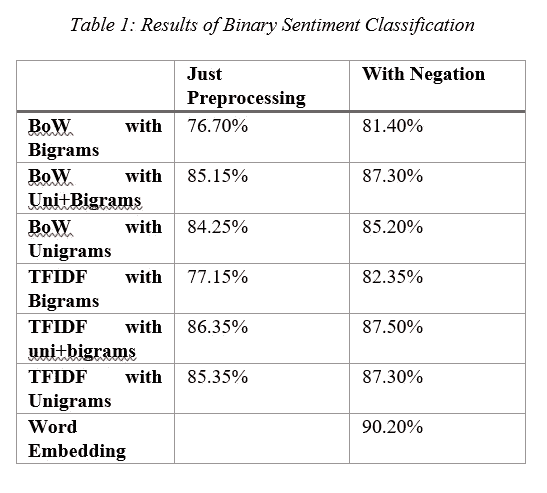 Table 1: Results of Binary Sentiment Classification
Just Preprocessing With Negation
BoW with Bigrams 76.70% 81.40%
BoW with Uni+Bigrams 85.15% 87.30%
BoW with Unigrams 84.25% 85.20%
TFIDF with Bigrams 77.15% 82.35%
TFIDF with uni+bigrams 86.35% 87.50%
TFIDF with Unigrams 85.35% 87.30%
Word Embedding 90.20%